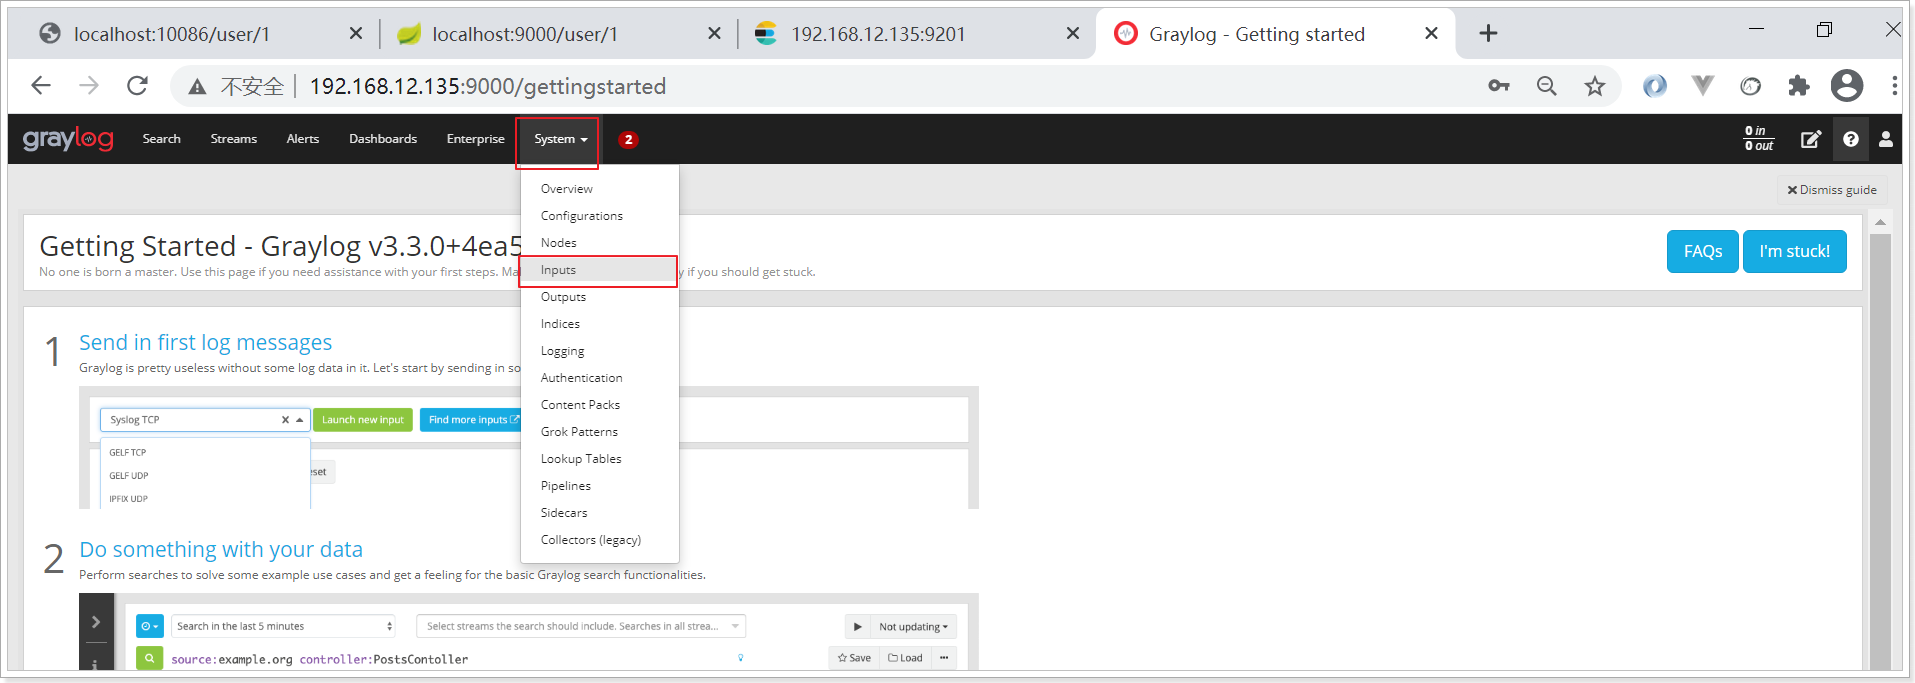 localhost:10086/user/1
localhost:9000/user/1
192.168.12.135:9201
Graylog - Getting started
不安全
192.168.12.135:9000/gettingstarted
graylog
Search
Streams
Alerts
Dashboards
Enterprise
System
2
0 in
0 out
Dismiss guide
Overview
Configurations
Nodes
Inputs
Outputs
Indices
Logging
Authentication
Content Packs
Grok Patterns
Lookup Tables
Pipelines
Sidecars
Collectors (legacy)
Getting Started - Graylog v3.3.0+4ea5
No one is born a master. Use this page if you need assistance with your first steps. if you should get stuck.
FAQs
I'm stuck!
1
Send in first log messages
Graylog is pretty useless without some log data in it. Let's start by sending in
Syslog TCP
Launch new input
Find more inputs
GELF TCP
GELF UDP
IPFIX UDP
2
Do something with your data
Perform searches to solve some example use cases and get a feeling for the basic Graylog search functionalities.
Search in the last 5 minutes
Select streams the search should include. Searches in all strea...
Not updating
source:example.org controller:PostsContoller
Save
Load